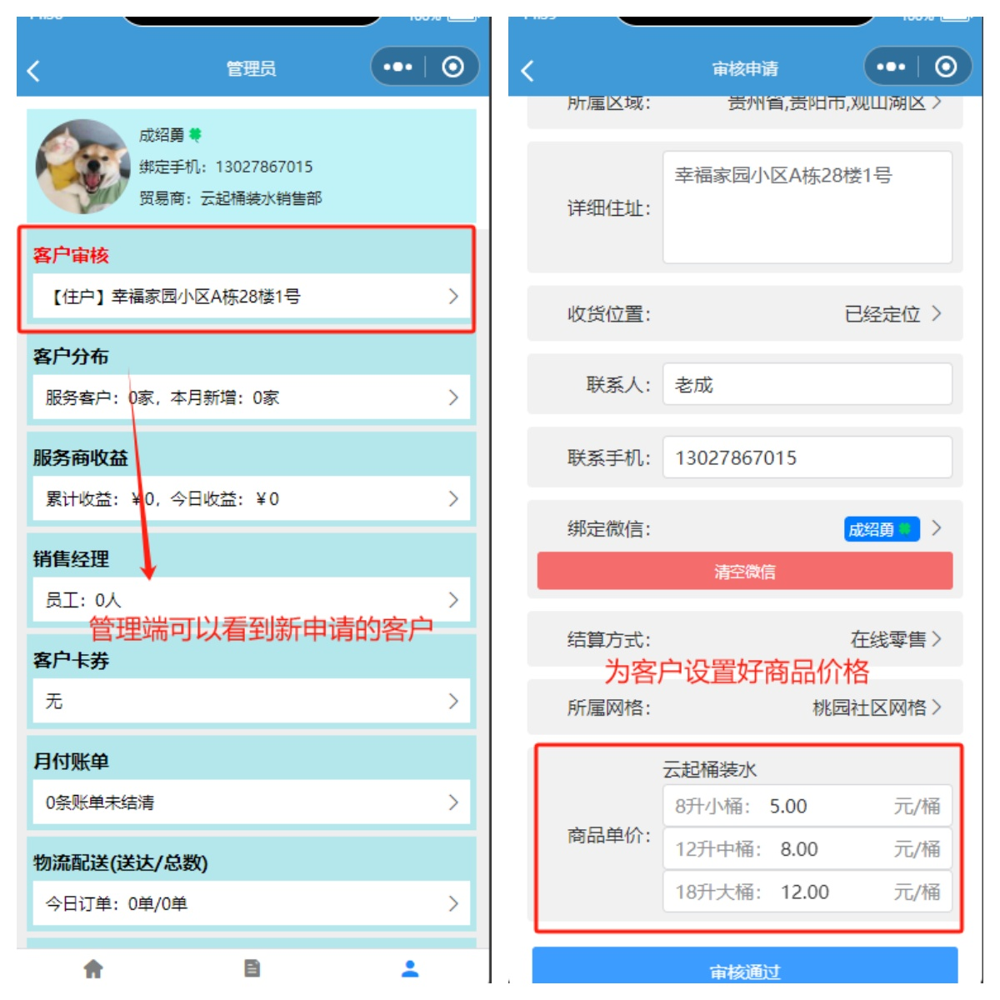 管理员
成绍勇
绑定手机：13027867015
贸易商：云起桶装水销售部
客户审核
【住户】幸福家园小区A栋28楼1号
客户分布
服务客户：0家，本月新增：0家
服务商收益
累计收益：￥0，今日收益：￥0
销售经理
员工：0人
管理端可以看到新申请的客户
客户卡券
无
月付账单
0条账单未结清
物流配送(送达/总数)
今日订单：0单/0单
审核申请
所属区域：
贵州省,贵阳市,观山湖区
详细住址：
幸福家园小区A栋28楼1号
收货位置：
已经定位
联系人：
老成
联系手机：
13027867015
绑定微信：
成绍勇
清空微信
结算方式：
在线零售
为客户设置好商品价格
所属网格：
桃园社区网格
商品单价：
云起桶装水
8升小桶： 5.00 元/桶
12升中桶： 8.00 元/桶
18升大桶： 12.00 元/桶
审核通过